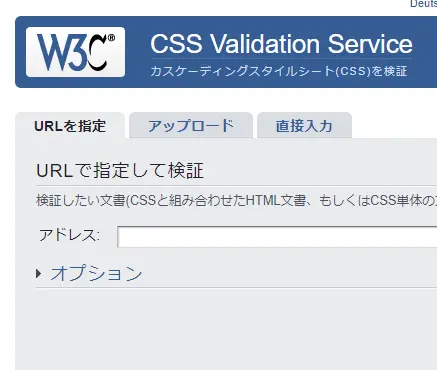 Deuts
W3C®
CSS Validation Service
カスケーディングスタイルシート(CSS)を検証
URLを指定 アップロード 直接入力
URLで指定して検証
検証したい文書(CSSと組み合わせたHTML文書、もしくはCSS単体の
アドレス:
オプション